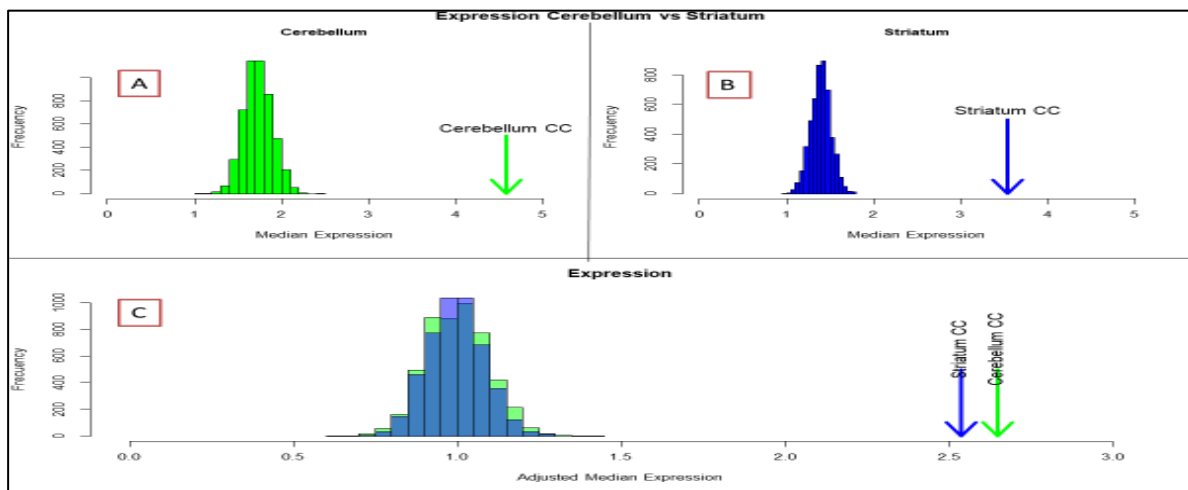 Expression Cerebellum vs Striatum
Cerebellum
A
Frecuency
0 200 400 600 800
Cerebellum CC
0 1 2 3 4 5
Median Expression
Striatum
B
Frecuency
0 200 400 600 800
Striatum CC
0 1 2 3 4 5
Median Expression
Expression
C
Frecuency
0 200 400 600 800 1000
Striatum CC
Cerebellum CC
0.0 0.5 1.0 1.5 2.0 2.5 3.0
Adjusted Median Expression